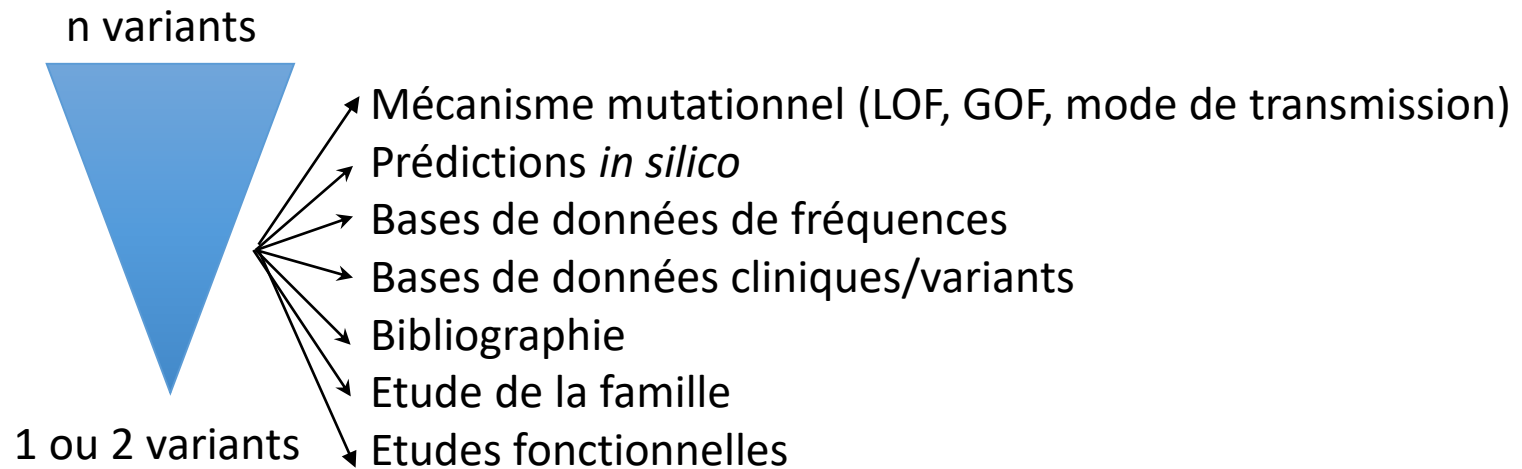 n variants
Mécanisme mutationnel (LOF, GOF, mode de transmission)
Prédictions in silico
Bases de données de fréquences
Bases de données cliniques/variants
Bibliographie
Etude de la famille
1 ou 2 variants
Etudes fonctionnelles